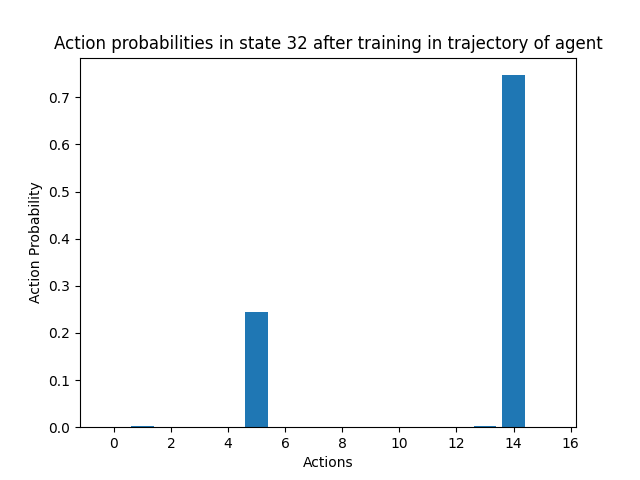 Action probabilities in state 32 after training in trajectory of agent
Action Probability
0.7
0.6
0.5
0.4
0.3
0.2
0.1
0.0
0 2 4 6 8 10 12 14 16
Actions